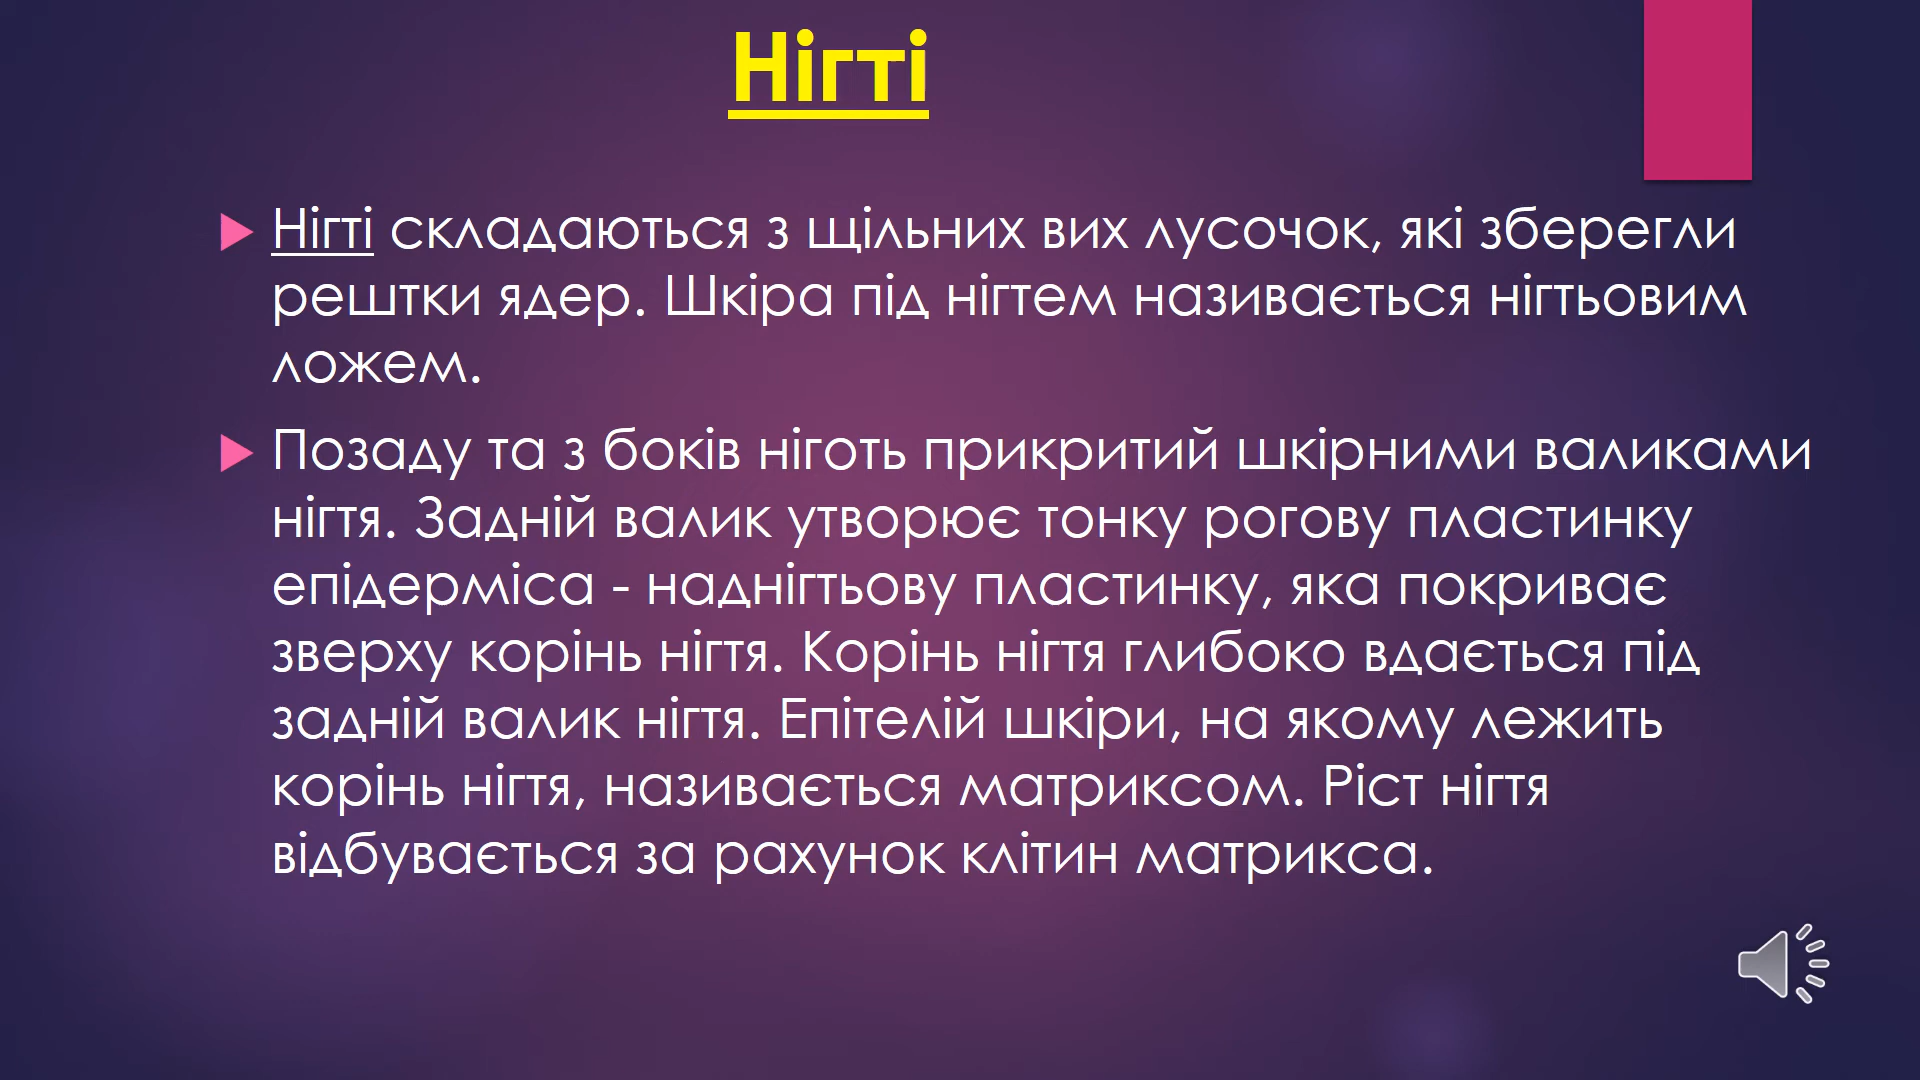 Нігті
Нігті складаються з щільних вих лусочок, які зберегли
рештки ядер. Шкіра під нігтем називається нігтьовим
ложем.
Позаду та з боків ніготь прикритий шкірними валиками
нігтя. Задній валик утворює тонку рогову пластинку
епідерміса - наднігтьову пластинку, яка покриває
зверху корінь нігтя. Корінь нігтя глибоко вдається під
задній валик нігтя. Епітелій шкіри, на якому лежить
корінь нігтя, називається матриксом. Ріст нігтя
відбувається за рахунок клітин матрикса.